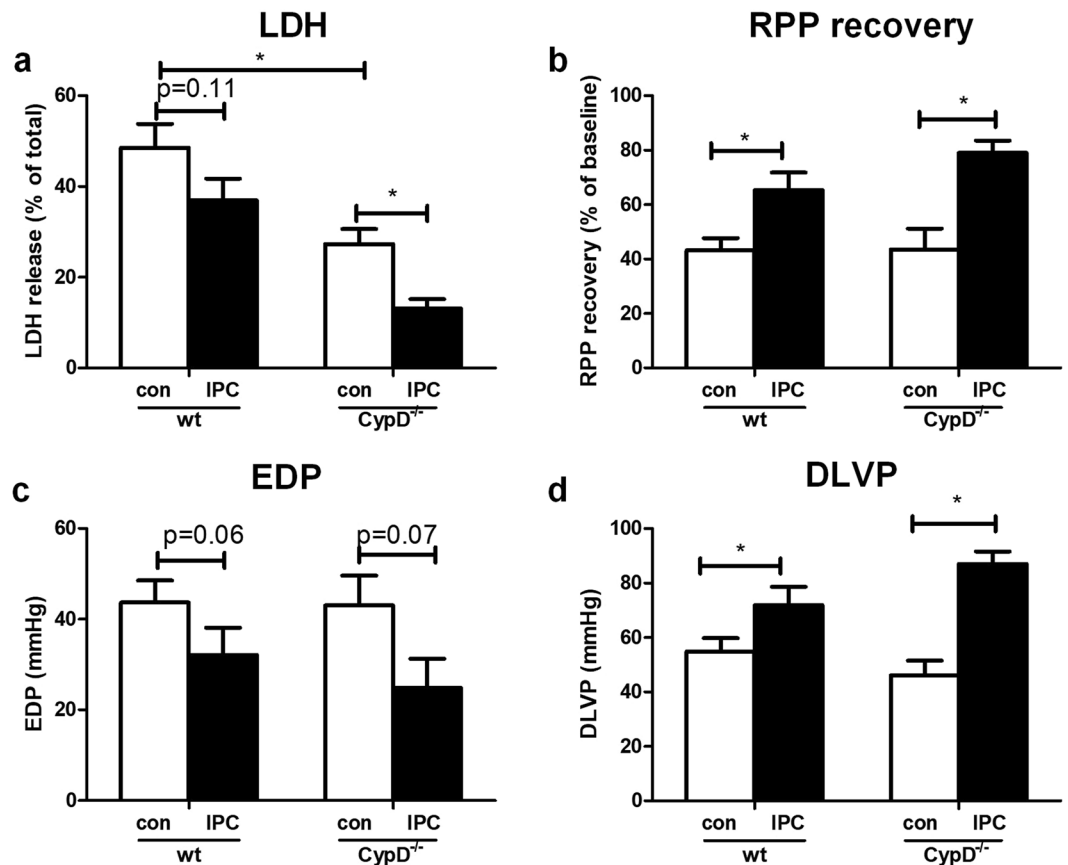 a
LDH
*
p=0.11
*
LDH release (% of total)
60
40
20
0
con IPC con IPC
wt CypD-/-
b
RPP recovery
*
*
RPP recovery (% of baseline)
100
80
60
40
20
0
con IPC con IPC
wt CypD-/-
c
EDP
p=0.06 p=0.07
EDP (mmHg)
60
40
20
0
con IPC con IPC
wt CypD-/-
d
DLVP
*
*
DLVP (mmHg)
100
80
60
40
20
0
con IPC con IPC
wt CypD-/-